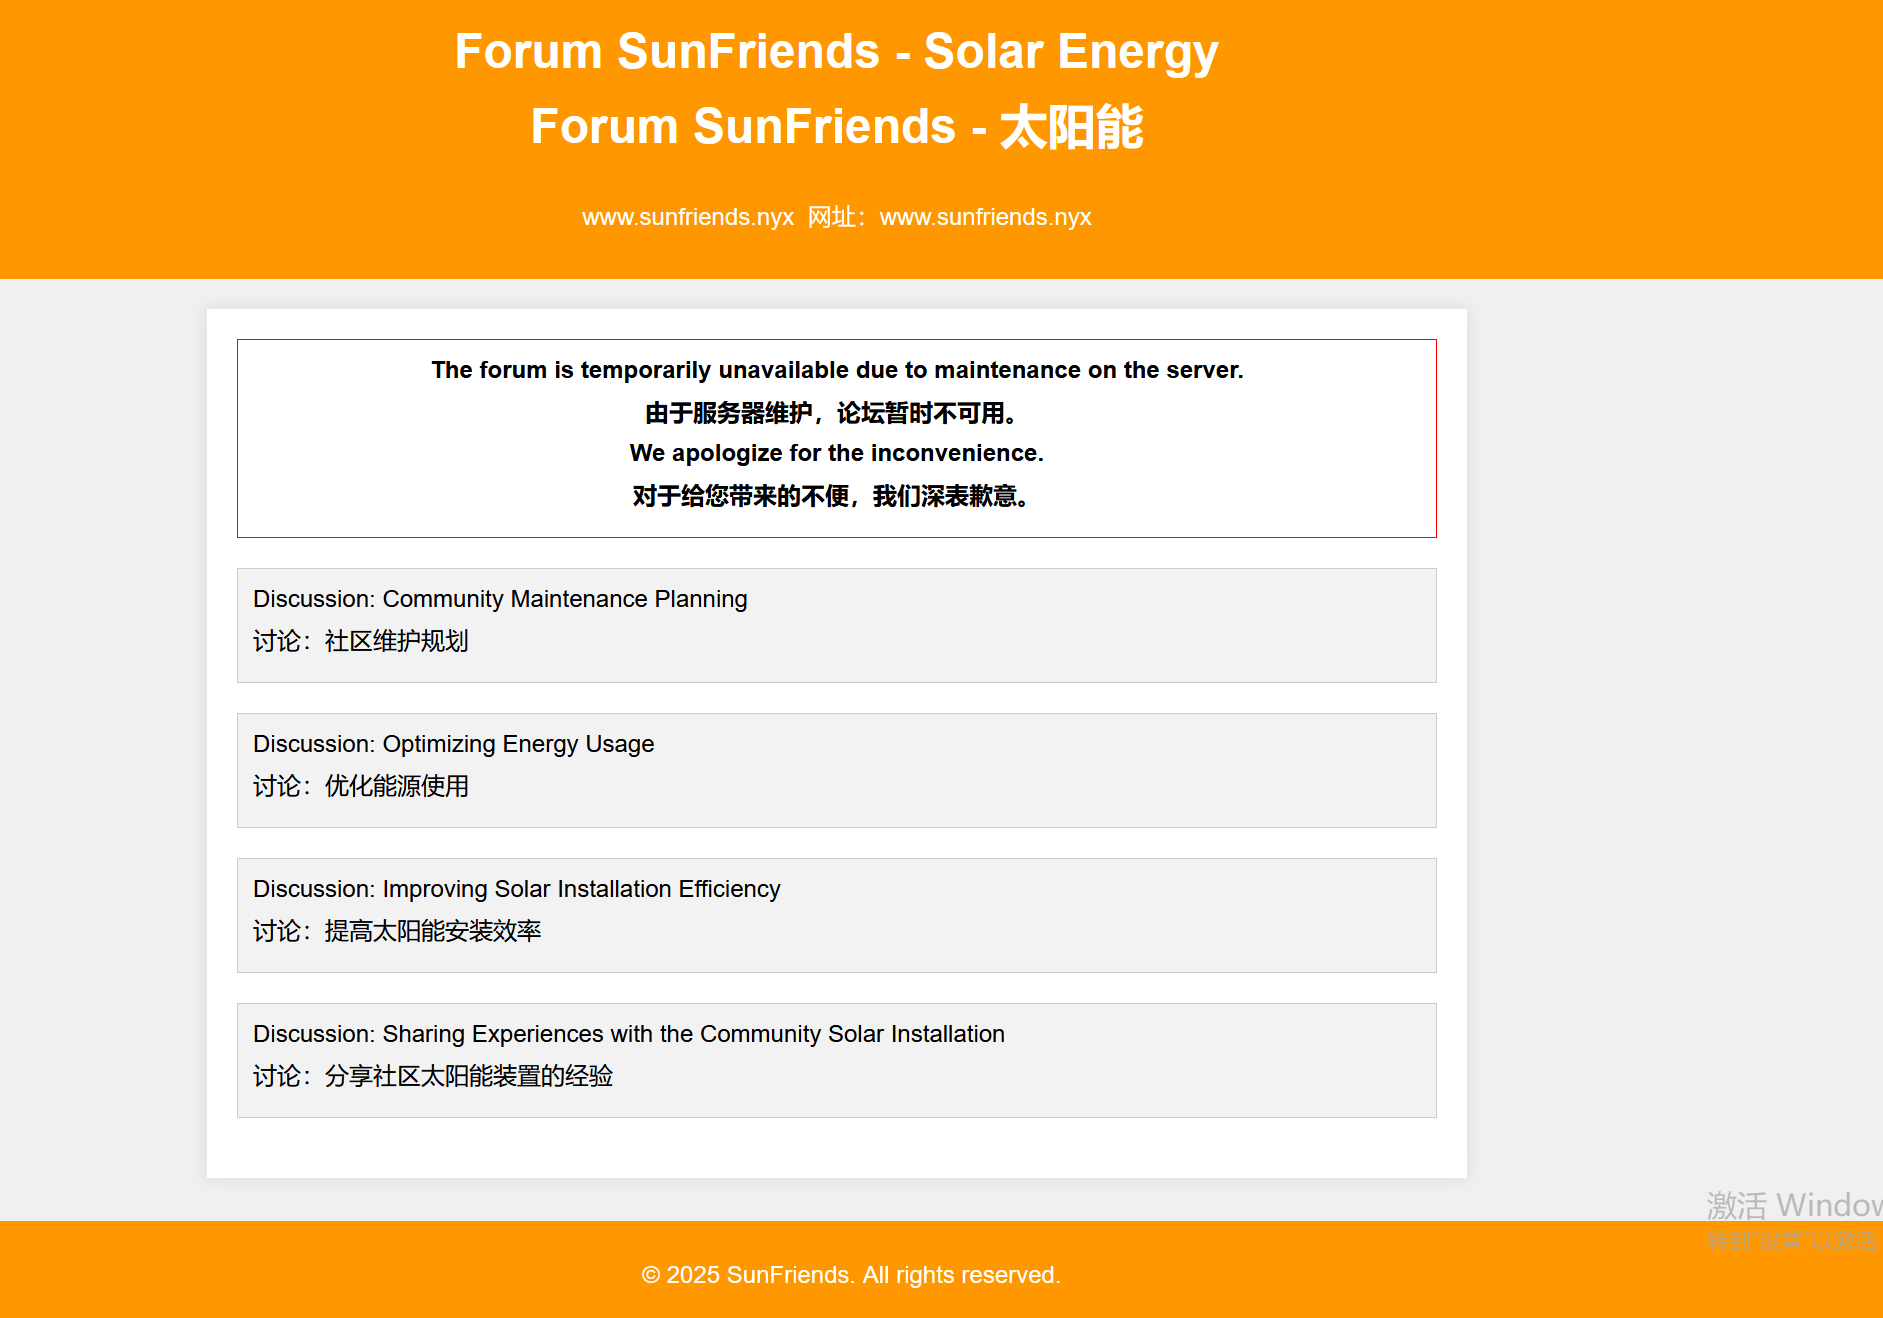 Forum SunFriends - Solar Energy
Forum SunFriends - 太阳能
www.sunfriends.nyx 网址：www.sunfriends.nyx
The forum is temporarily unavailable due to maintenance on the server.
由于服务器维护，论坛暂时不可用。
We apologize for the inconvenience.
对于给您带来的不便，我们深表歉意。
Discussion: Community Maintenance Planning
讨论：社区维护规划
Discussion: Optimizing Energy Usage
讨论：优化能源使用
Discussion: Improving Solar Installation Efficiency
讨论：提高太阳能安装效率
Discussion: Sharing Experiences with the Community Solar Installation
讨论：分享社区太阳能装置的经验
激活 Window
转到"设置"以激活
© 2025 SunFriends. All rights reserved.